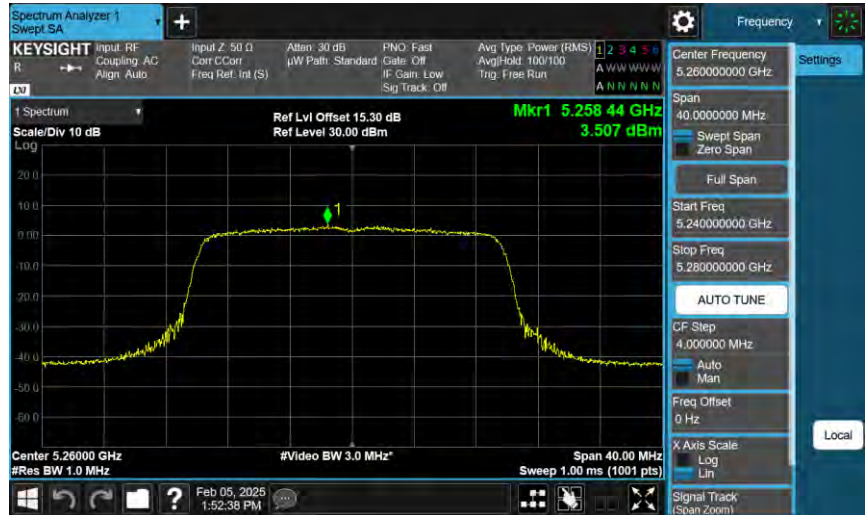 Spectrum Analyzer 1
Swept SA
+
Frequency
KEYSIGHT
R
LXI
Input: RF
Coupling: AC
Align: Auto
Input Z: 50 Ω
Corr CCorr
Freq Ref: Int (S)
Atten: 30 dB
µW Path: Standard
PNO: Fast
Gate: Off
IF Gain: Low
Sig Track: Off
Avg Type: Power (RMS)
Avg|Hold: 100/100
Trig: Free Run
1 2 3 4 5 6
A W W W W W
A N N N N N
1 Spectrum
Scale/Div 10 dB
Log
Ref Lvl Offset 15.30 dB
Ref Level 30.00 dBm
Mkr1 5.258 44 GHz
3.507 dBm
20.0
10.0
0.00
-10.0
-20.0
-30.0
-40.0
-50.0
-60.0
1
Center 5.26000 GHz
#Res BW 1.0 MHz
#Video BW 3.0 MHz*
Span 40.00 MHz
Sweep 1.00 ms (1001 pts)
?
Feb 05, 2025
1:52:38 PM
Center Frequency
5.260000000 GHz
Span
40.0000000 MHz
Swept Span
Zero Span
Full Span
Start Freq
5.240000000 GHz
Stop Freq
5.280000000 GHz
AUTO TUNE
CF Step
4.000000 MHz
Auto
Man
Freq Offset
0 Hz
X Axis Scale
Log
Lin
Signal Track
(Span Zoom)
Settings
Local